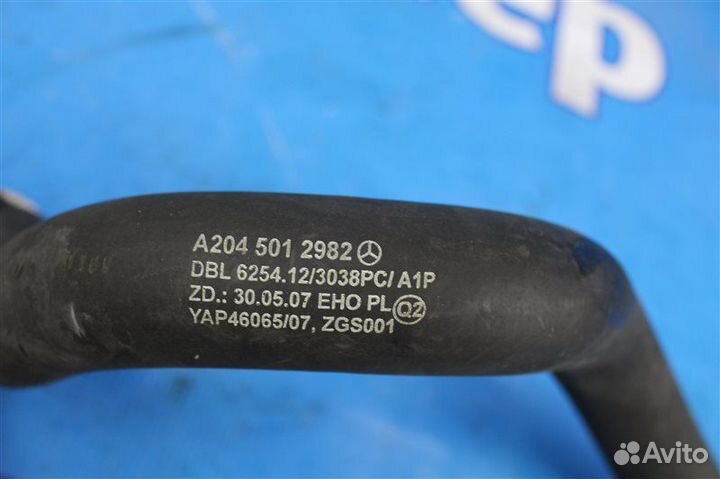 A204 501 2982
DBL 6254.12/3038PC/ A1P
ZD.: 30.05.07 EHO PL Q2
YAP46065/07, ZGS001
Avito